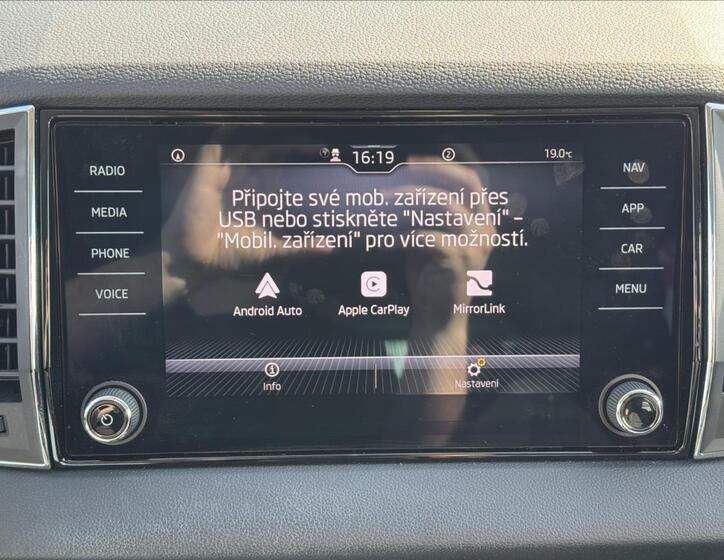 RADIO
MEDIA
PHONE
VOICE
16:19
2
19.0°C
Připojte své mob. zařízení přes
USB nebo stiskněte "Nastavení" –
"Mobil. zařízení" pro více možností.
Android Auto
Apple CarPlay
MirrorLink
Info
Nastavení
NAV
APP
CAR
MENU